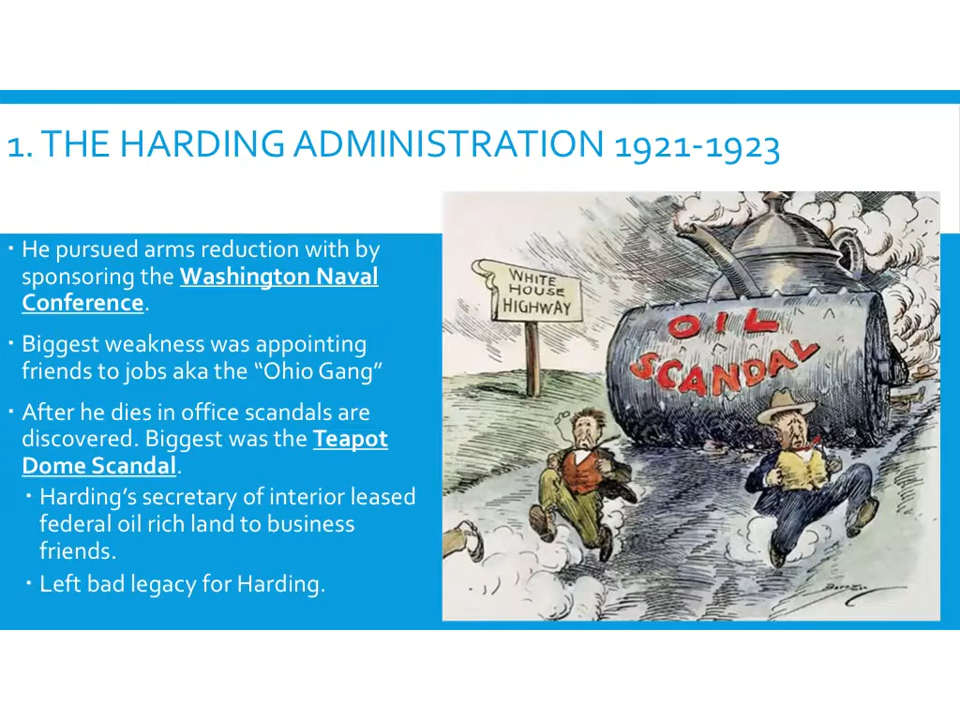 1. THE HARDING ADMINISTRATION 1921-1923
▪ He pursued arms reduction with by
sponsoring the Washington Naval
Conference.
▪ Biggest weakness was appointing
friends to jobs aka the “Ohio Gang”
▪ After he dies in office scandals are
discovered. Biggest was the Teapot
Dome Scandal.
▪ Harding’s secretary of interior leased
federal oil rich land to business
friends.
▪ Left bad legacy for Harding.
WHITE
HOUSE
HIGHWAY
OIL
SCANDAL